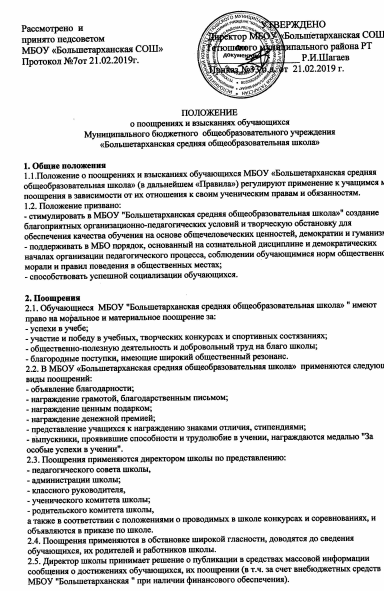 Рассмотрено и
принято педсоветом
МБОУ «Большетарханская СОШ»
Протокол №7от 21.02.2019г.
УТВЕРЖДЕНО
Директор МБОУ «Большетарханская СОШ»
Тетюшского муниципального района РТ
Р.И.Шагаев
Приказ от 21.02.2019 г.
ПОЛОЖЕНИЕ
о поощрениях и взысканиях обучающихся
Муниципального бюджетного общеобразовательного учреждения
«Большетарханская средняя общеобразовательная школа»
1. Общие положения
1.1.Положение о поощрениях и взысканиях обучающихся МБОУ «Большетарханская средняя
общеобразовательная школа» (в дальнейшем «Правила») регулируют применение к учащимся м
поощрения в зависимости от их отношения к своим ученическим правам и обязанностям.
1.2. Положение призвано:
- стимулировать в МБОУ "Большетарханская средняя общеобразовательная школа»" создание
благоприятных организационно-педагогических условий и творческую обстановку для
обеспечения качества обучения на основе общечеловеческих ценностей, демократии и гуманизм
- поддерживать в МБО порядок, основанный на сознательной дисциплине и демократических
началах организации педагогического процесса, соблюдении обучающимися норм обществен
морали и правил поведения в общественных местах;
- способствовать успешной социализации обучающихся.
2. Поощрения
2.1. Обучающиеся МБОУ "Большетарханская средняя общеобразовательная школа» " имеют
право на моральное и материальное поощрение за:
- успехи в учебе;
- участие и победу в учебных, творческих конкурсах и спортивных состязаниях;
- общественно-полезную деятельность и добровольный труд на благо школы;
- благородные поступки, имеющие широкий общественный резонанс.
2.2. В МБОУ «Большетарханская средняя общеобразовательная школа» применяются следующ
виды поощрений:
- объявление благодарности;
- награждение грамотой, благодарственным письмом;
- награждение ценным подарком;
- награждение денежной премией;
- представление учащихся к награждению знаками отличия, стипендиями;
- выпускники, проявившие способности и трудолюбие в учении, награждаются медалью "За
особые успехи в учении".
2.3. Поощрения применяются директором школы по представлению:
- педагогического совета школы,
- администрации школы;
- классного руководителя,
- ученического комитета школы;
- родительского комитета школы,
а также в соответствии с положениями о проводимых в школе конкурсах и соревнованиях, и
объявляются в приказе по школе.
2.4. Поощрения применяются в обстановке широкой гласности, доводятся до сведения
обучающихся, их родителей и работников школы.
2.5. Директор школы принимает решение о публикации в средствах массовой информации
сообщения о достижениях обучающихся, их поощрении (в т.ч. за счет внебюджетных средств
МБОУ "Большетарханская " при наличии финансового обеспечения).